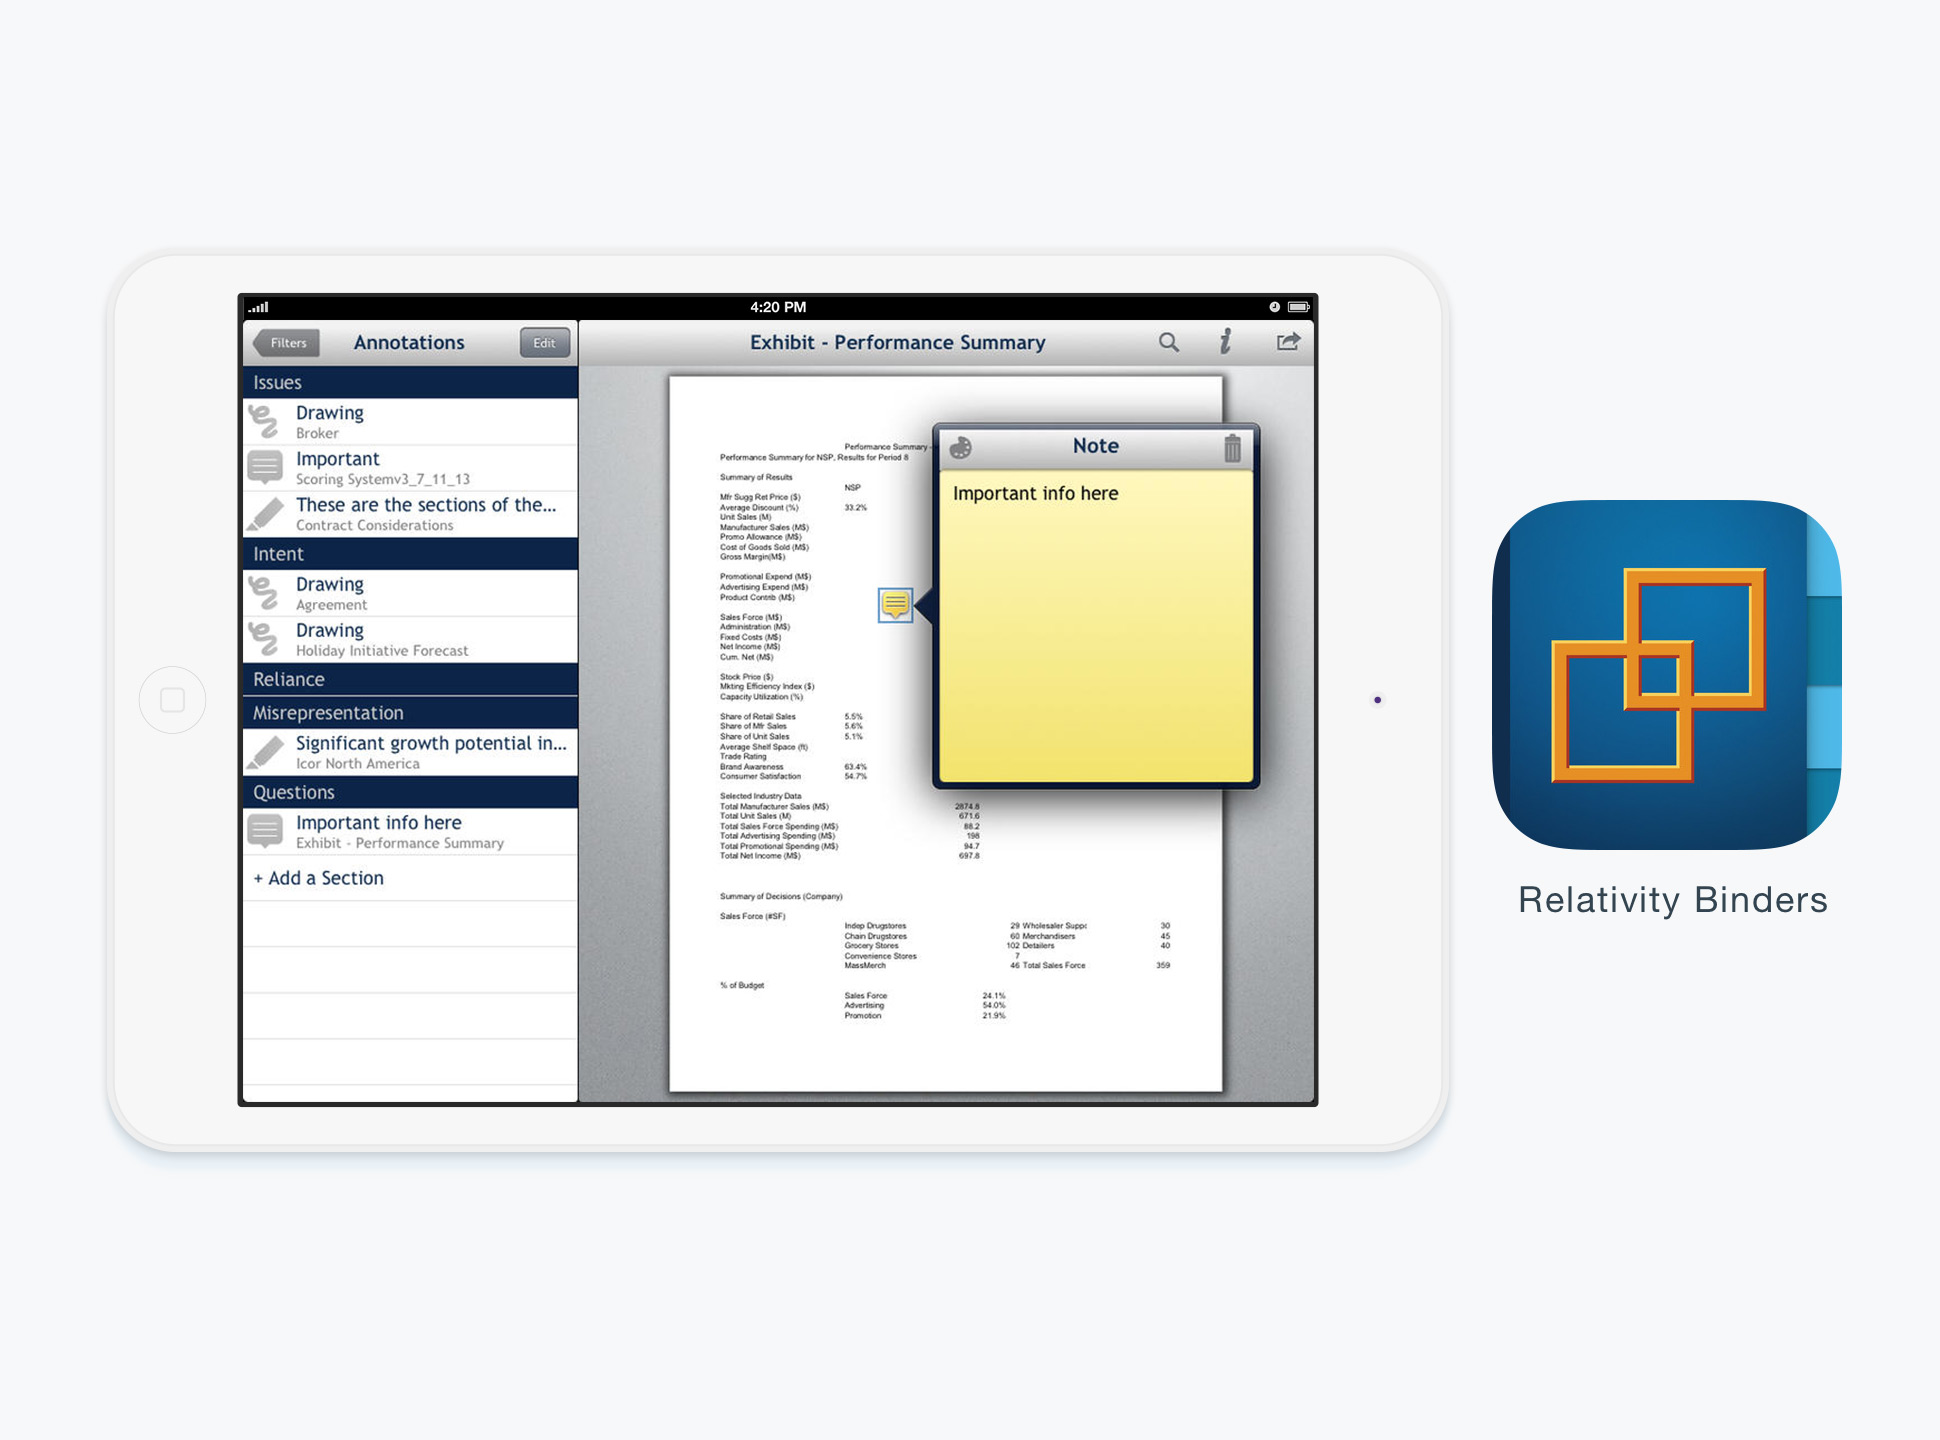 4:20 PM
Filters
Annotations
Edit
Issues
Drawing
Broker
Important
Scoring Systemv3_7_11_13
These are the sections of the...
Contract Considerations
Intent
Drawing
Agreement
Drawing
Holiday Initiative Forecast
Reliance
Misrepresentation
Significant growth potential in...
Icor North America
Questions
Important info here
Exhibit - Performance Summary
+ Add a Section
Exhibit - Performance Summary
Performance Summary -
Performance Summary for NSP, Results for Period 8
Summary of Results
NSP
Mfr Sugg Ret Price ($)
Average Discount (%) 33.2%
Unit Sales (M)
Manufacturer Sales (M$)
Promo Allowance (M$)
Cost of Goods Sold (M$)
Gross Margin(M$)
Promotional Expend (M$)
Advertising Expend (M$)
Product Contrib (M$)
Sales Force (M$)
Administration (M$)
Fixed Costs (M$)
Net Income (M$)
Cum. Net (M$)
Stock Price ($)
Mkting Efficiency Index ($)
Capacity Utilization (%)
Share of Retail Sales 5.5%
Share of Mfr Sales 5.6%
Share of Unit Sales 5.1%
Average Shelf Space (ft)
Trade Rating
Brand Awareness 63.4%
Consumer Satisfaction 54.7%
Selected Industry Data
Total Manufacturer Sales (M$) 2874.8
Total Unit Sales (M) 671.6
Total Sales Force Spending (M$) 88.2
Total Advertising Spending (M$) 198
Total Promotional Spending (M$) 94.7
Total Net Income (M$) 697.8
Summary of Decisions (Company)
Sales Force (#SF)
Indep Drugstores 29 Wholesaler Suppc 30
Chain Drugstores 60 Merchandisers 45
Grocery Stores 102 Detailers 40
Convenience Stores 7
MassMerch 46 Total Sales Force 359
% of Budget
Sales Force 24.1%
Advertising 54.0%
Promotion 21.9%
Note
Important info here
Relativity Binders